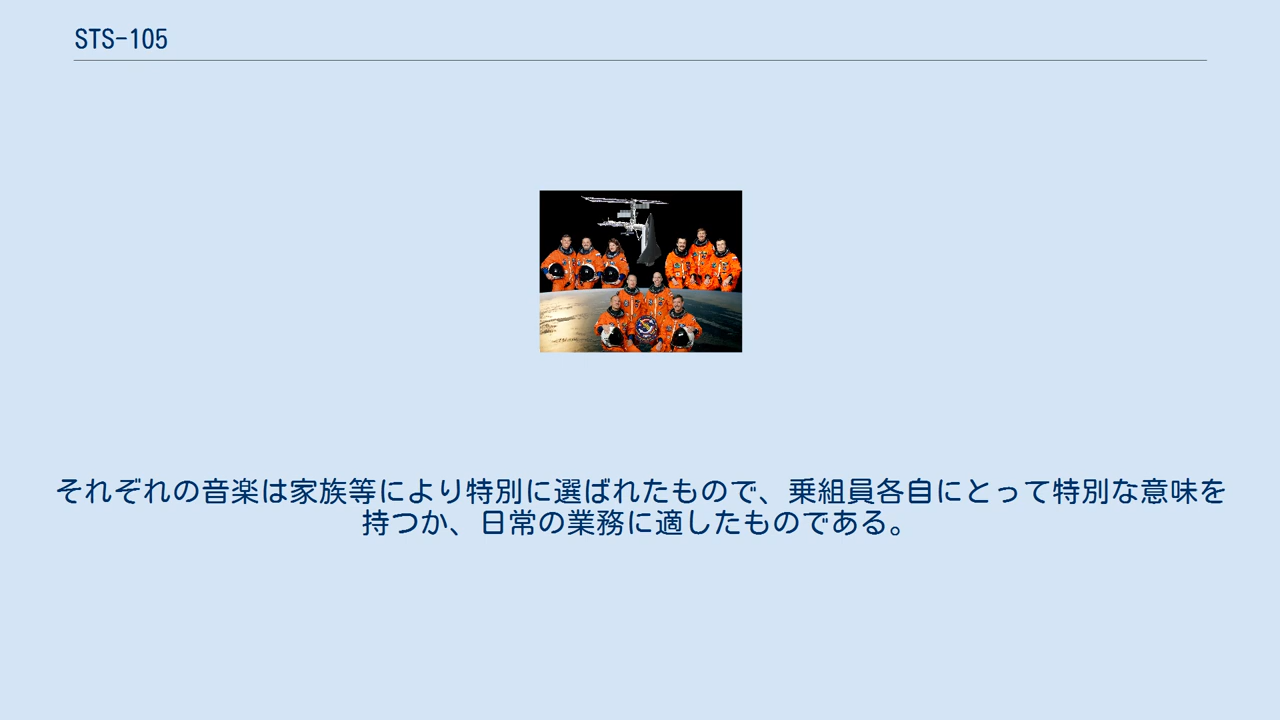 STS-105
それぞれの音楽は家族等により特別に選ばれたもので、乗組員各自にとって特別な意味を
持つか、日常の業務に適したものである。